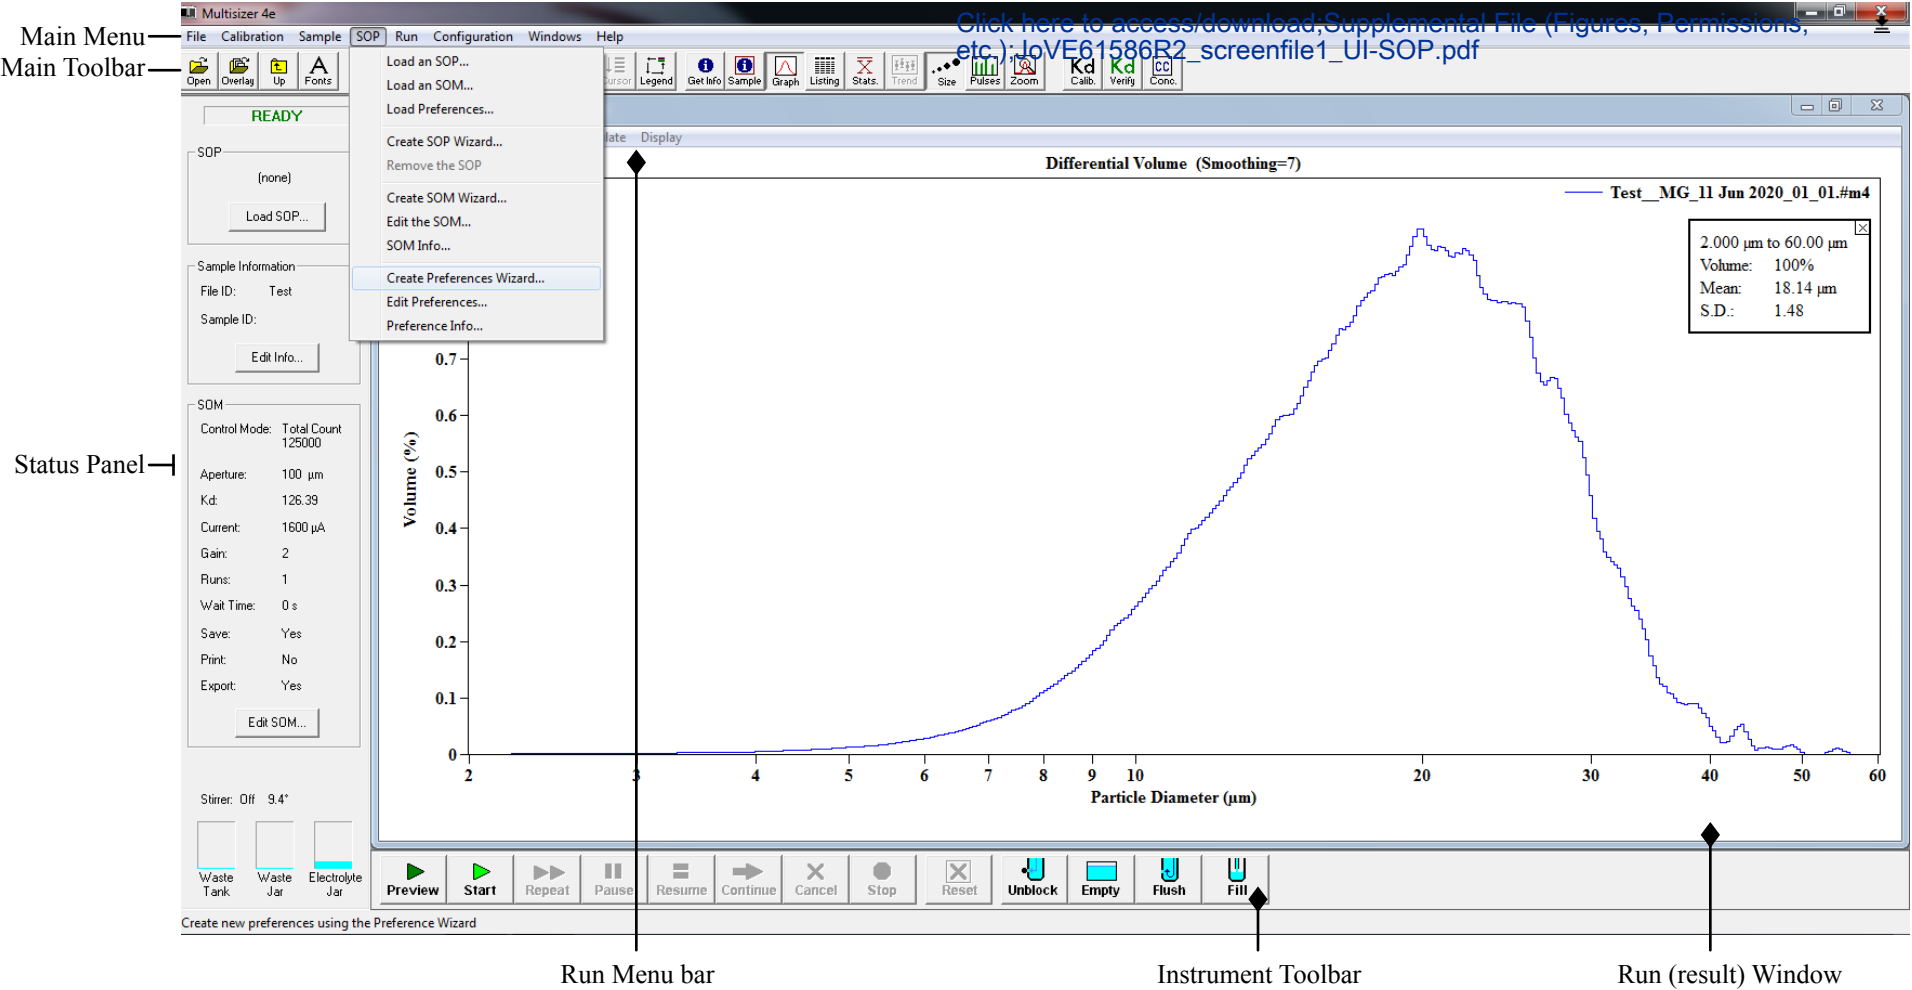 Multisizer 4e
Click here to access/download;Supplemental File (Figures, Permissions,
etc.);JoVE61586R2_screenfile1_UI-SOP.pdf
Main Menu
File Calibration Sample SOP Run Configuration Windows Help
Main Toolbar
Open Overlay Up Fonts Legend Get Info Sample Graph Listing Stats. Trend Size Pulses Zoom Calib. Verify Conc.
Kd Kd CC
Load an SOP...
Load an SOM...
Load Preferences...
Create SOP Wizard...
Remove the SOP
Create SOM Wizard...
Edit the SOM...
SOM Info...
Create Preferences Wizard...
Edit Preferences...
Preference Info...
READY
SOP
(none)
Load SOP...
Sample Information
File ID: Test
Sample ID:
Edit Info...
SOM
Control Mode: Total Count
125000
Aperture: 100 µm
Kd: 126.39
Current: 1600 µA
Gain: 2
Runs: 1
Wait Time: 0 s
Save: Yes
Print: No
Export: Yes
Edit SOM...
Stirrer: Off 9.4°
Waste Tank
Waste Jar
Electrolyte Jar
Status Panel
Display
Differential Volume (Smoothing=7)
Test__MG_11 Jun 2020_01_01.#m4
2.000 µm to 60.00 µm
Volume: 100%
Mean: 18.14 µm
S.D.: 1.48
Volume (%)
0.7
0.6
0.5
0.4
0.3
0.2
0.1
0
2 3 4 5 6 7 8 9 10 20 30 40 50 60
Particle Diameter (µm)
Preview Start Repeat Pause Resume Continue Cancel Stop Reset Unblock Empty Flush Fill
Create new preferences using the Preference Wizard
Run Menu bar
Instrument Toolbar
Run (result) Window